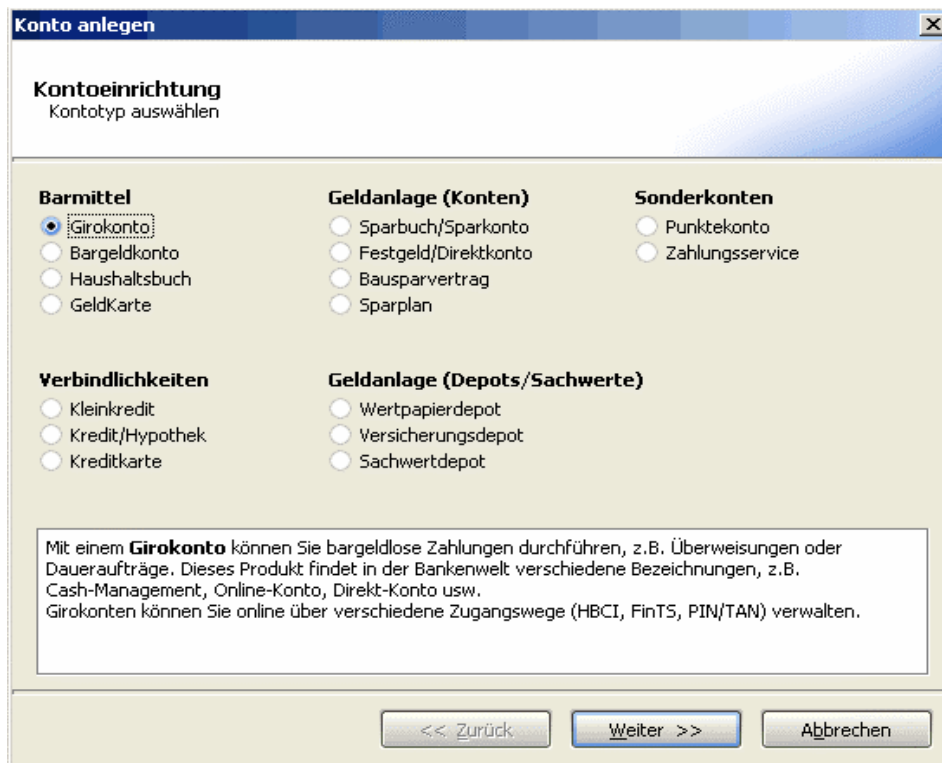 Konto anlegen
Kontoeinrichtung
Kontotyp auswählen
Barmittel
Girokonto
Bargeldkonto
Haushaltsbuch
GeldKarte
Geldanlage (Konten)
Sparbuch/Sparkonto
Festgeld/Direktkonto
Bausparvertrag
Sparplan
Sonderkonten
Punktekonto
Zahlungsservice
Verbindlichkeiten
Kleinkredit
Kredit/Hypothek
Kreditkarte
Geldanlage (Depots/Sachwerte)
Wertpapierdepot
Versicherungsdepot
Sachwertdepot
Mit einem Girokonto können Sie bargeldlose Zahlungen durchführen, z.B. Überweisungen oder
Daueraufträge. Dieses Produkt findet in der Bankenwelt verschiedene Bezeichnungen, z.B.
Cash-Management, Online-Konto, Direkt-Konto usw.
Girokonten können Sie online über verschiedene Zugangswege (HBCI, FinTS, PIN/TAN) verwalten.
<< Zurück
Weiter >>
Abbrechen